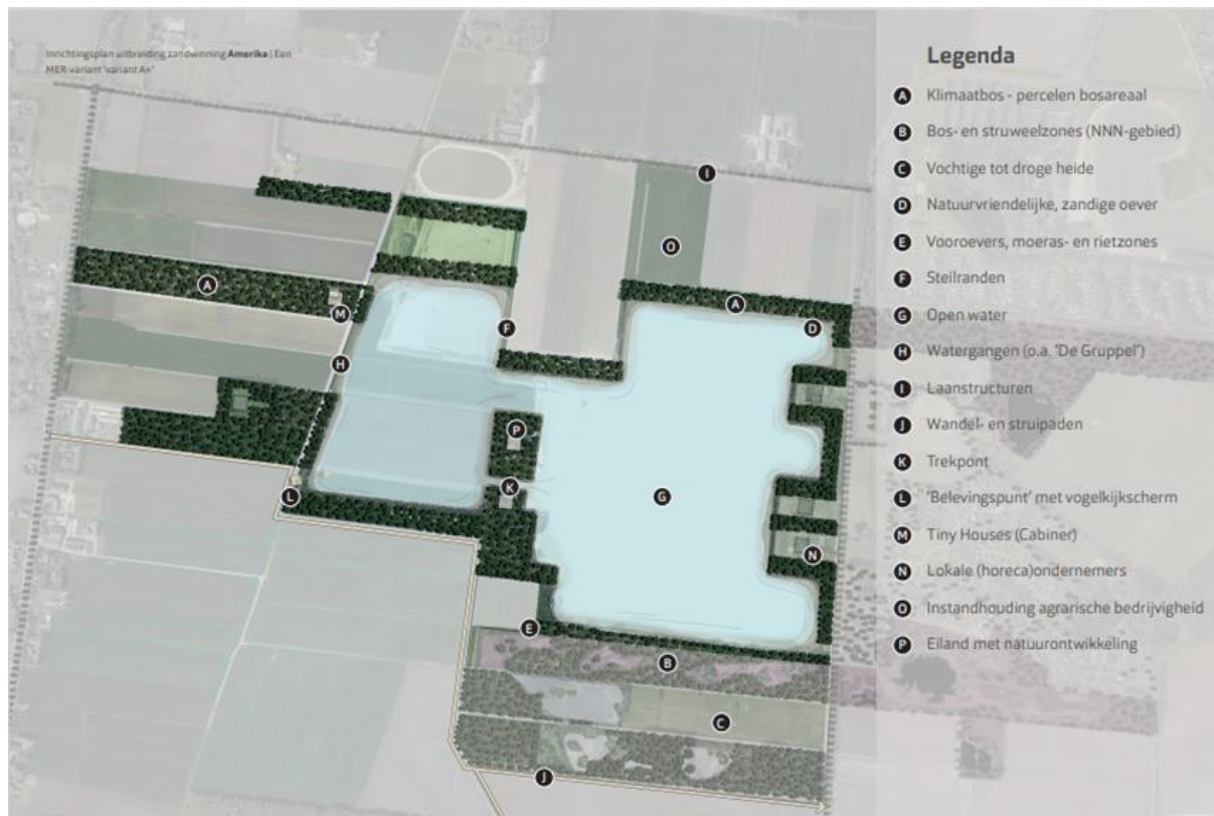 Inrichtingsplan uitbreiding zandwinning Amerika | Een
MER-variant 'variant A+'
Legenda
A Klimaatbos - percelen bosareaal
B Bos- en struweelzones (NNN-gebied)
C Vochtige tot droge heide
D Natuurvriendelijke, zandige oever
E Vooroevers, moeras- en rietzones
F Steilranden
G Open water
H Watergangen (o.a. 'De Gruppel')
I Laanstructuren
J Wandel- en struipaden
K Trekpont
L 'Belevingspunt' met vogelkijkscherm
M Tiny Houses (Cabiner)
N Lokale (horeca)ondernemers
O Instandhouding agrarische bedrijvigheid
P Eiland met natuurontwikkeling
I
O
A
A
M
F
D
H
P
K
L
G
N
E
B
C
J